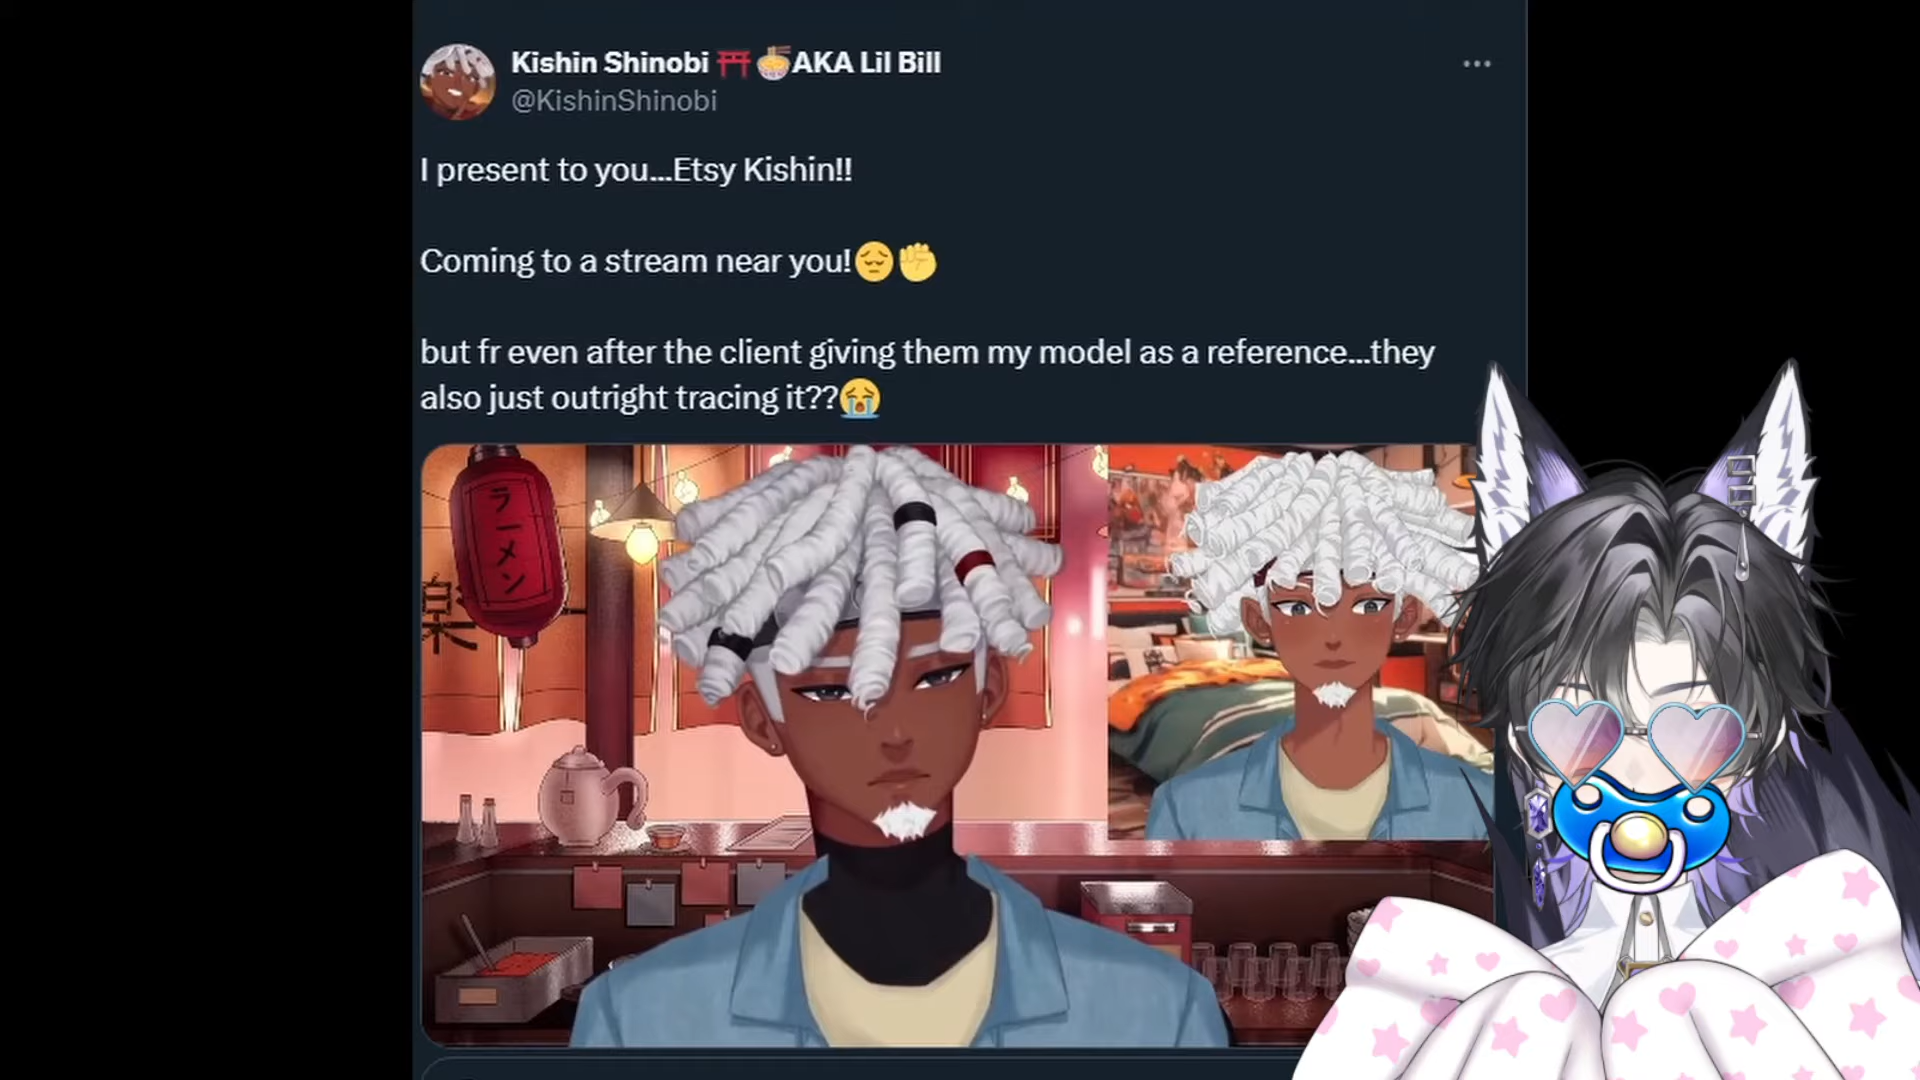 Kishin Shinobi ⛩️🍜AKA Lil Bill
@KishinShinobi
I present to you...Etsy Kishin!!
Coming to a stream near you!😔✊
but fr even after the client giving them my model as a reference...they
also just outright tracing it??😭
ラーメン
楽